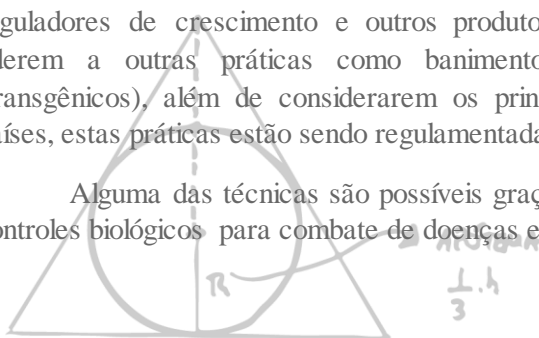 guladores de crescimento e outros produto
derem a outras práticas como banimento
ransgênicos), além de considerarem os prin
aíses, estas práticas estão sendo regulamentada
Alguma das técnicas são possíveis graç
ontroles biológicos para combate de doenças e
R
1/3 . h